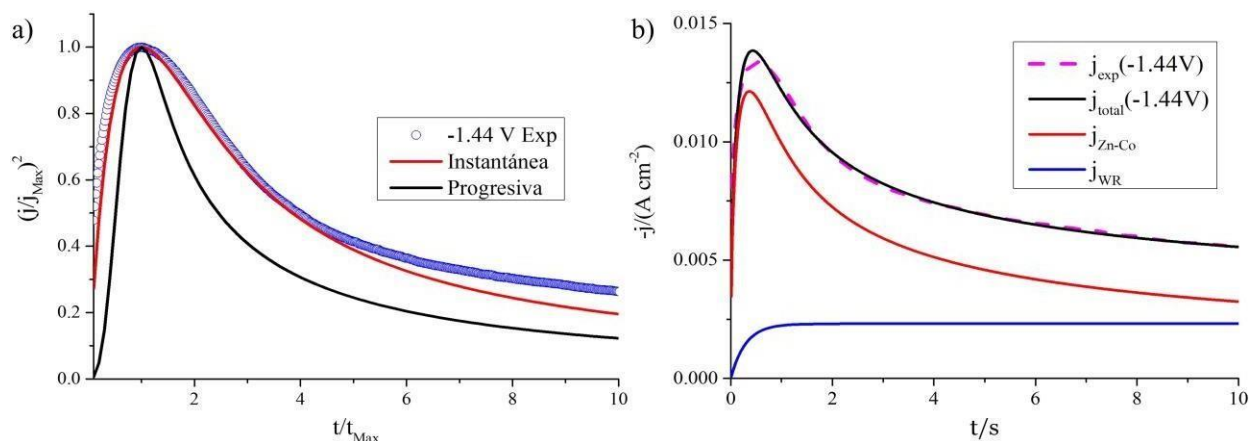 a)
(j/j_Max)²
1.0
0.8
0.6
0.4
0.2
0.0
2
4
6
8
10
t/t_Max
-1.44 V Exp
Instantánea
Progresiva
b)
-j/(A cm⁻²)
0.015
0.010
0.005
0.000
0
2
4
6
8
10
t/s
j_exp(-1.44V)
j_total(-1.44V)
j_Zn-Co
j_WR